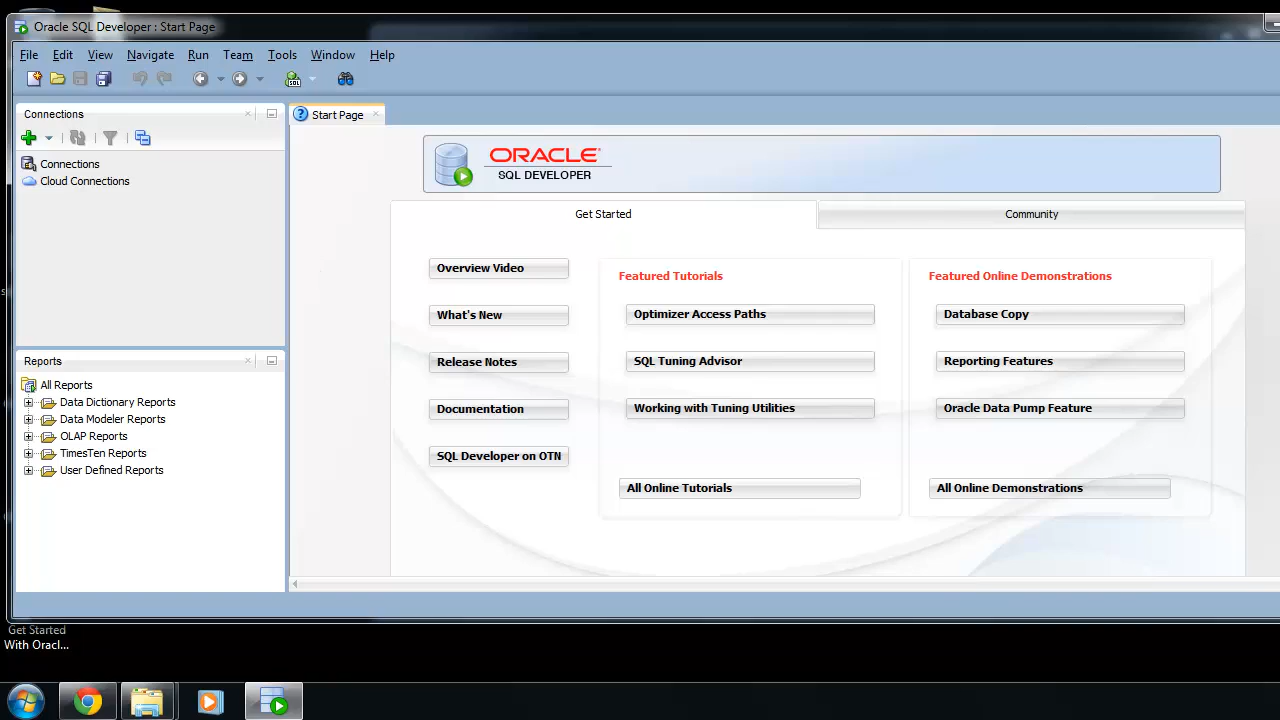 Oracle SQL Developer : Start Page
File Edit View Navigate Run Team Tools Window Help
SQL
Connections
Start Page
Connections
Cloud Connections
ORACLE
SQL DEVELOPER
Get Started
Community
Overview Video
What's New
Release Notes
Documentation
SQL Developer on OTN
Featured Tutorials
Optimizer Access Paths
SQL Tuning Advisor
Working with Tuning Utilities
All Online Tutorials
Featured Online Demonstrations
Database Copy
Reporting Features
Oracle Data Pump Feature
All Online Demonstrations
Reports
All Reports
Data Dictionary Reports
Data Modeler Reports
OLAP Reports
TimesTen Reports
User Defined Reports
Get Started
With Oracl...